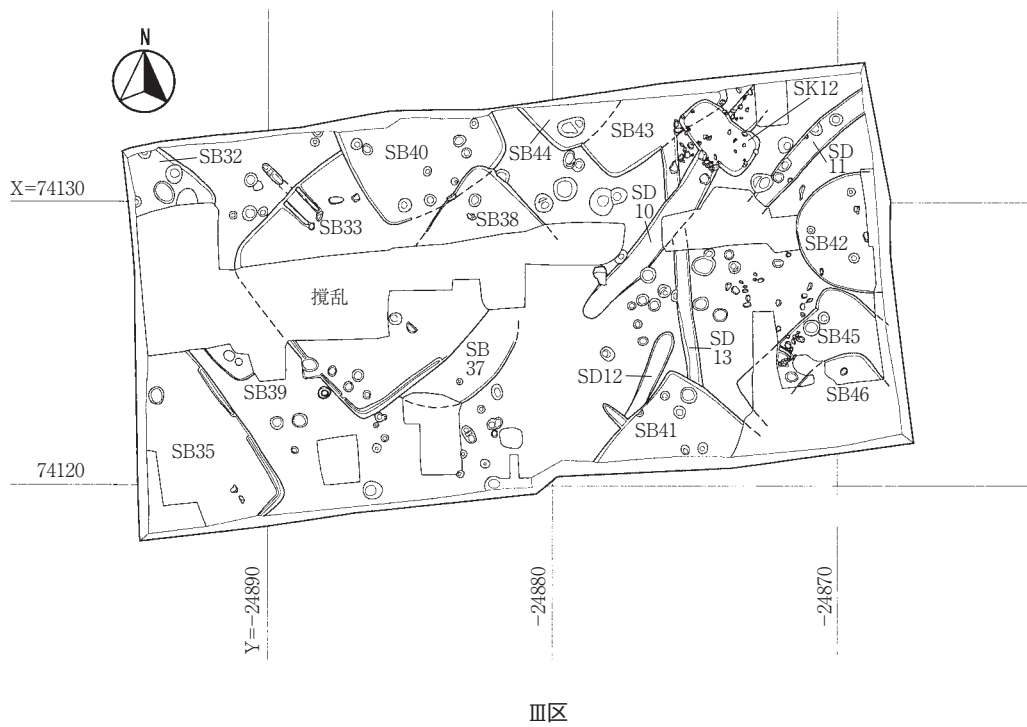 N
SK12
SB43
SB44
SB40
SB32
SD
11
X=74130
SD
10
SB33
SB38
SB42
撹乱
SB45
SB
37
SD
13
SD12
SB39
SB46
SB41
SB35
74120
Y=-24890
-24880
-24870
Ⅲ区